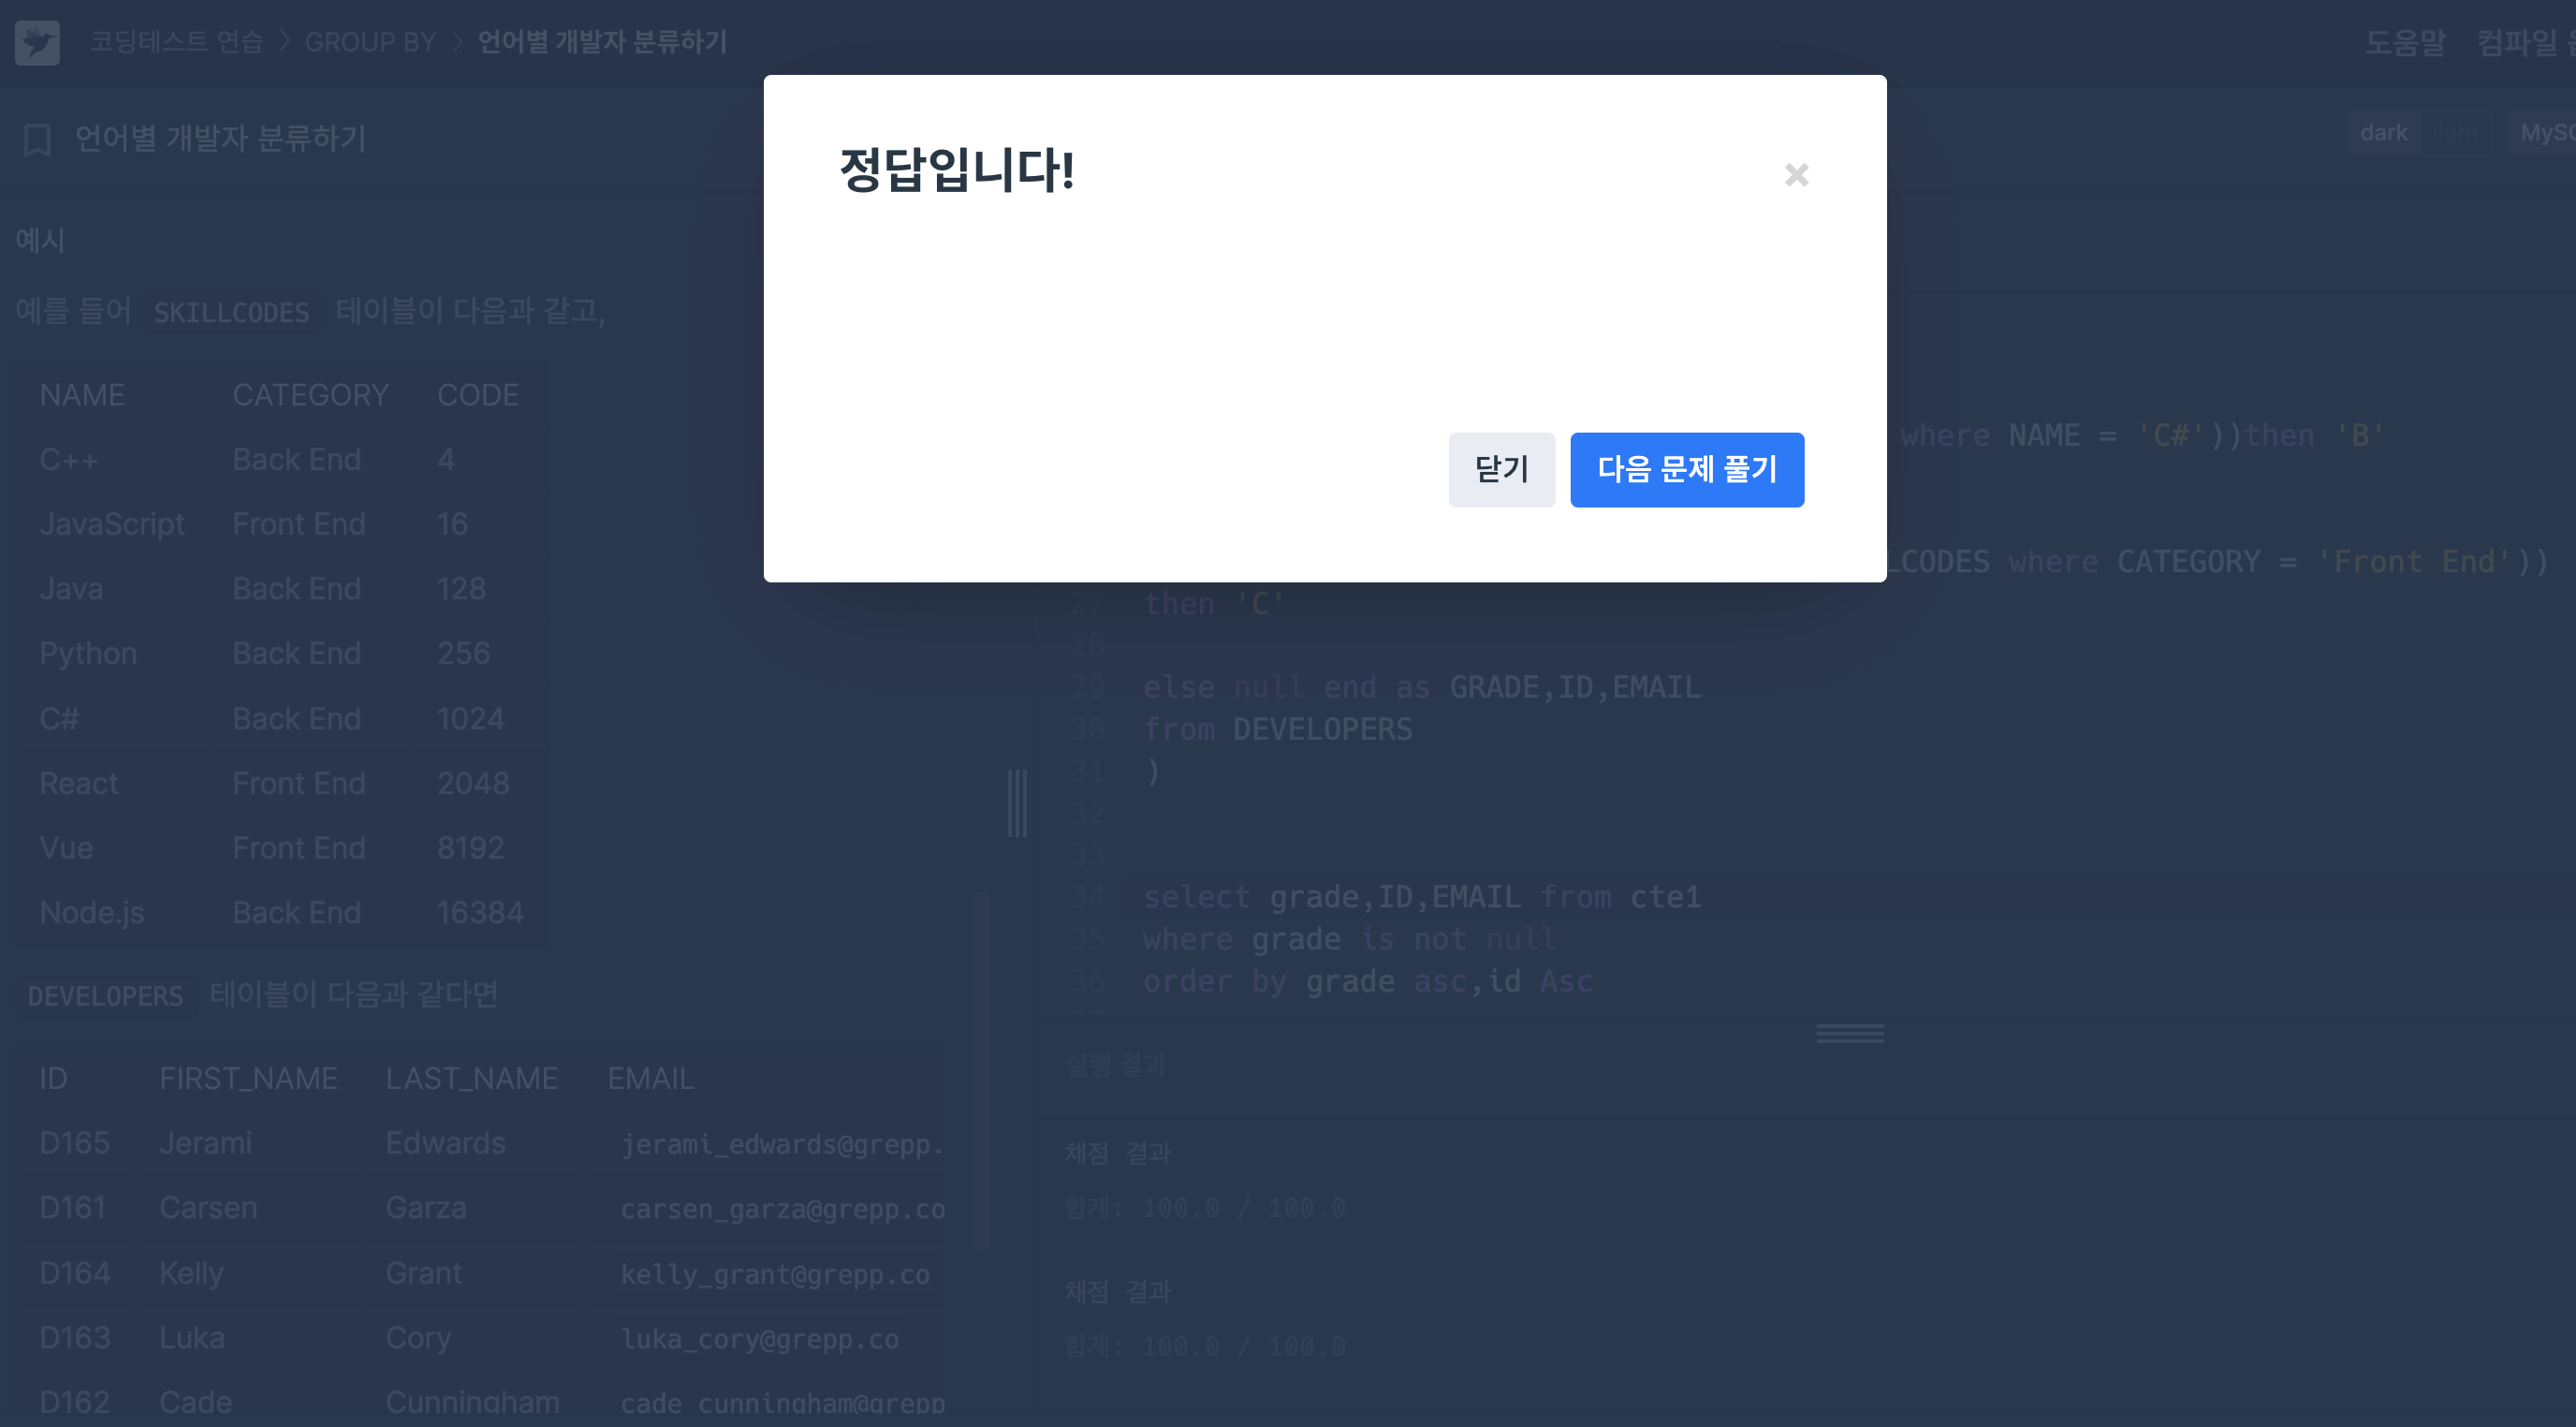 코딩테스트 연습 > GROUP BY > 언어별 개발자 분류하기
도움말 컴파일
언어별 개발자 분류하기
dark light
정답입니다!
×
닫기 다음 문제 풀기
예시
예를 들어 SKILLCODES 테이블이 다음과 같고,
NAME CATEGORY CODE
C++ Back End 4
JavaScript Front End 16
Java Back End 128
Python Back End 256
C# Back End 1024
React Front End 2048
Vue Front End 8192
Node.js Back End 16384
DEVELOPERS 테이블이 다음과 같다면
ID FIRST_NAME LAST_NAME EMAIL
D165 Jerami Edwards jerami_edwards@grepp.
D161 Carsen Garza carsen_garza@grepp.co
D164 Kelly Grant kelly_grant@grepp.co
D163 Luka Cory luka_cory@grepp.co
D162 Cade Cunningham cade_cunningham@grepp
where NAME = 'C#'))then 'B'
LCODES where CATEGORY = 'Front End'))
27 then 'C'
28
29 else null end as GRADE,ID,EMAIL
30 from DEVELOPERS
31 )
32
33
34 select grade,ID,EMAIL from cte1
35 where grade is not null
36 order by grade asc,id Asc
실행 결과
채점 결과
합계: 100.0 / 100.0
채점 결과
합계: 100.0 / 100.0